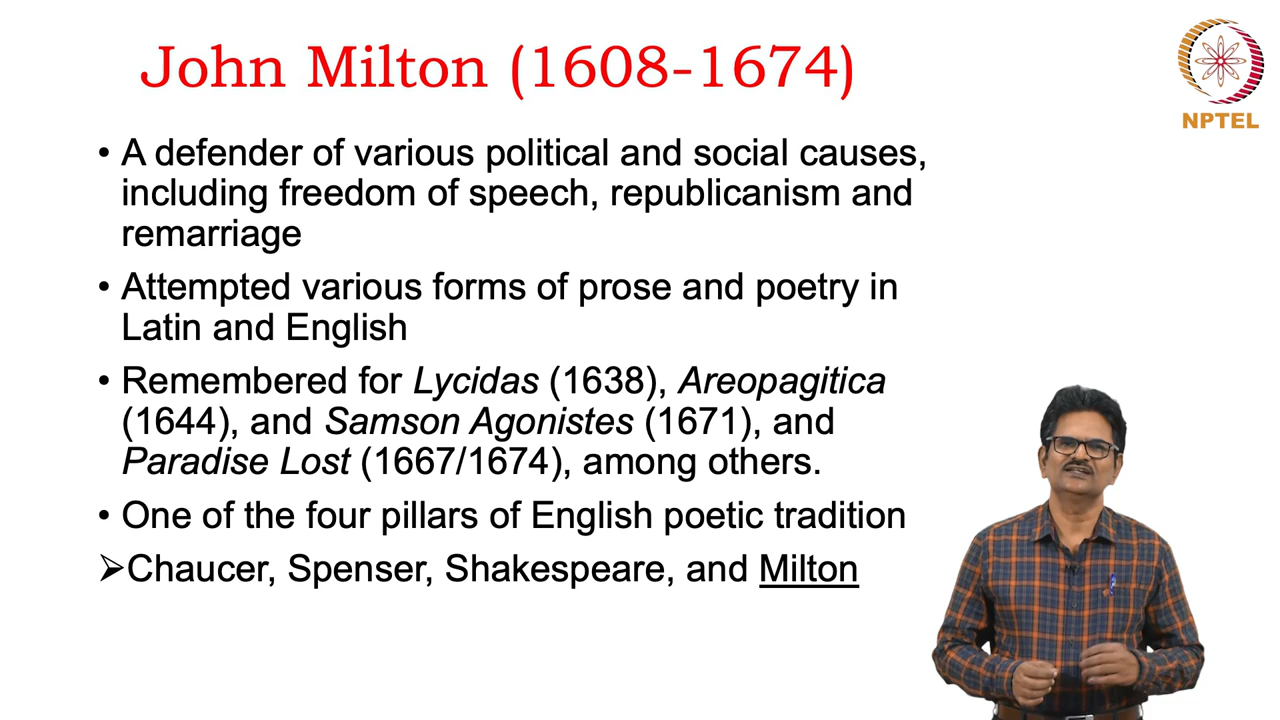 John Milton (1608-1674)
NPTEL
• A defender of various political and social causes,
including freedom of speech, republicanism and
remarriage
• Attempted various forms of prose and poetry in
Latin and English
• Remembered for Lycidas (1638), Areopagitica
(1644), and Samson Agonistes (1671), and
Paradise Lost (1667/1674), among others.
• One of the four pillars of English poetic tradition
➢Chaucer, Spenser, Shakespeare, and Milton